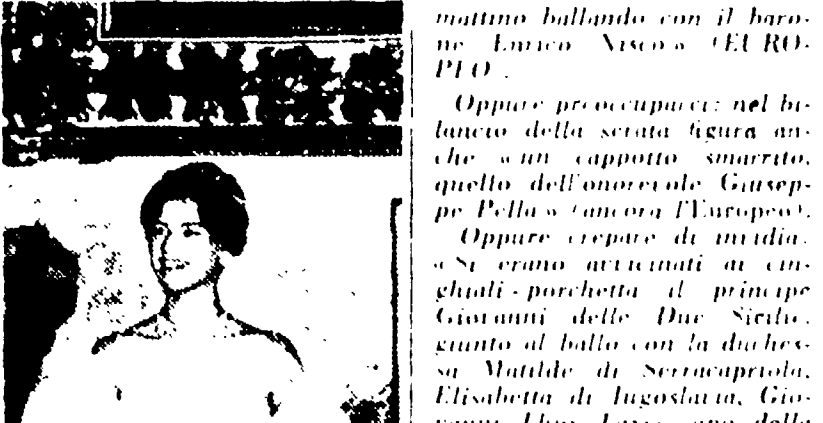 mattino ballando con il baro-
ne Enrico Nisco» (EURO-
PEO).
Oppure preoccuparci: nel bi-
lancio della serata figura an-
che «un cappotto smarrito,
quello dell'onorevole Giusep-
pe Pella» (ancora l'Europeo).
Oppure crepare di invidia:
«Si erano avvicinati ai cin-
ghiali-porchetta il principe
Giovanni delle Due Sicilie,
giunto al ballo con la duches-
sa Matilde di Serracapriola,
Elisabetta di Jugoslavia, Gio-
vanni